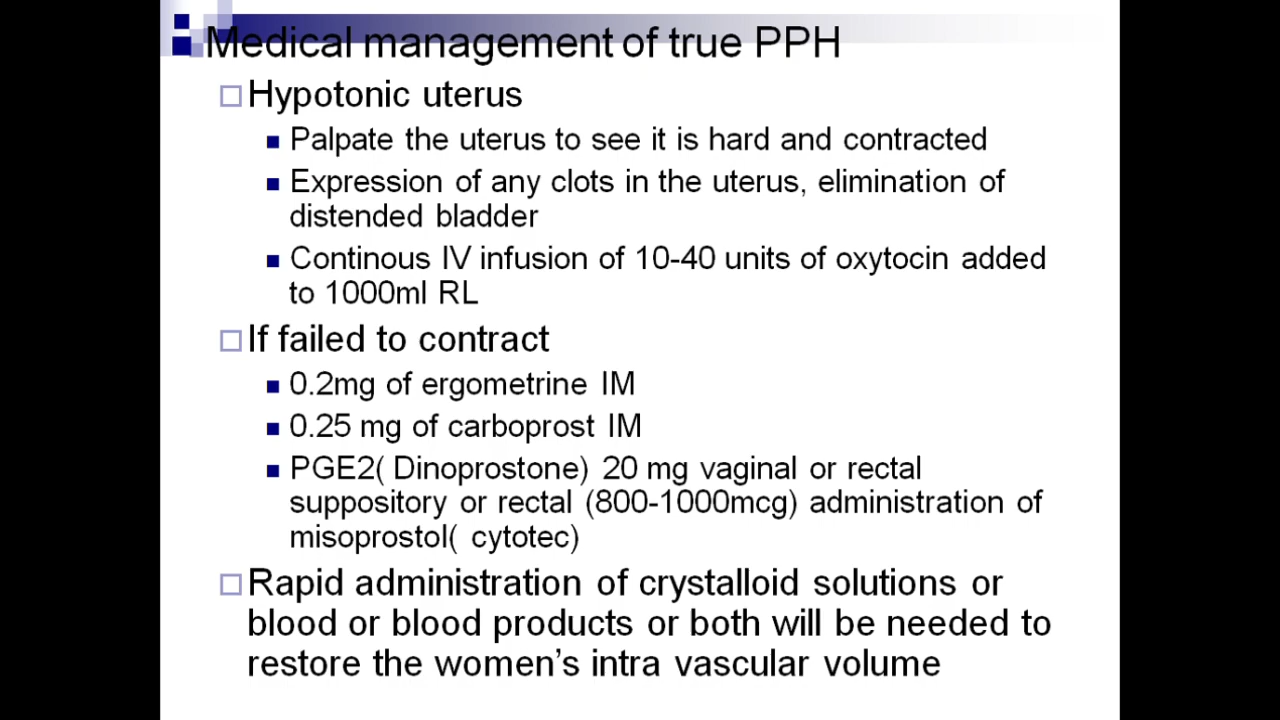 Medical management of true PPH
Hypotonic uterus
Palpate the uterus to see it is hard and contracted
Expression of any clots in the uterus, elimination of
distended bladder
Continous IV infusion of 10-40 units of oxytocin added
to 1000ml RL
If failed to contract
0.2mg of ergometrine IM
0.25 mg of carboprost IM
PGE2( Dinoprostone) 20 mg vaginal or rectal
suppository or rectal (800-1000mcg) administration of
misoprostol( cytotec)
Rapid administration of crystalloid solutions or
blood or blood products or both will be needed to
restore the women's intra vascular volume